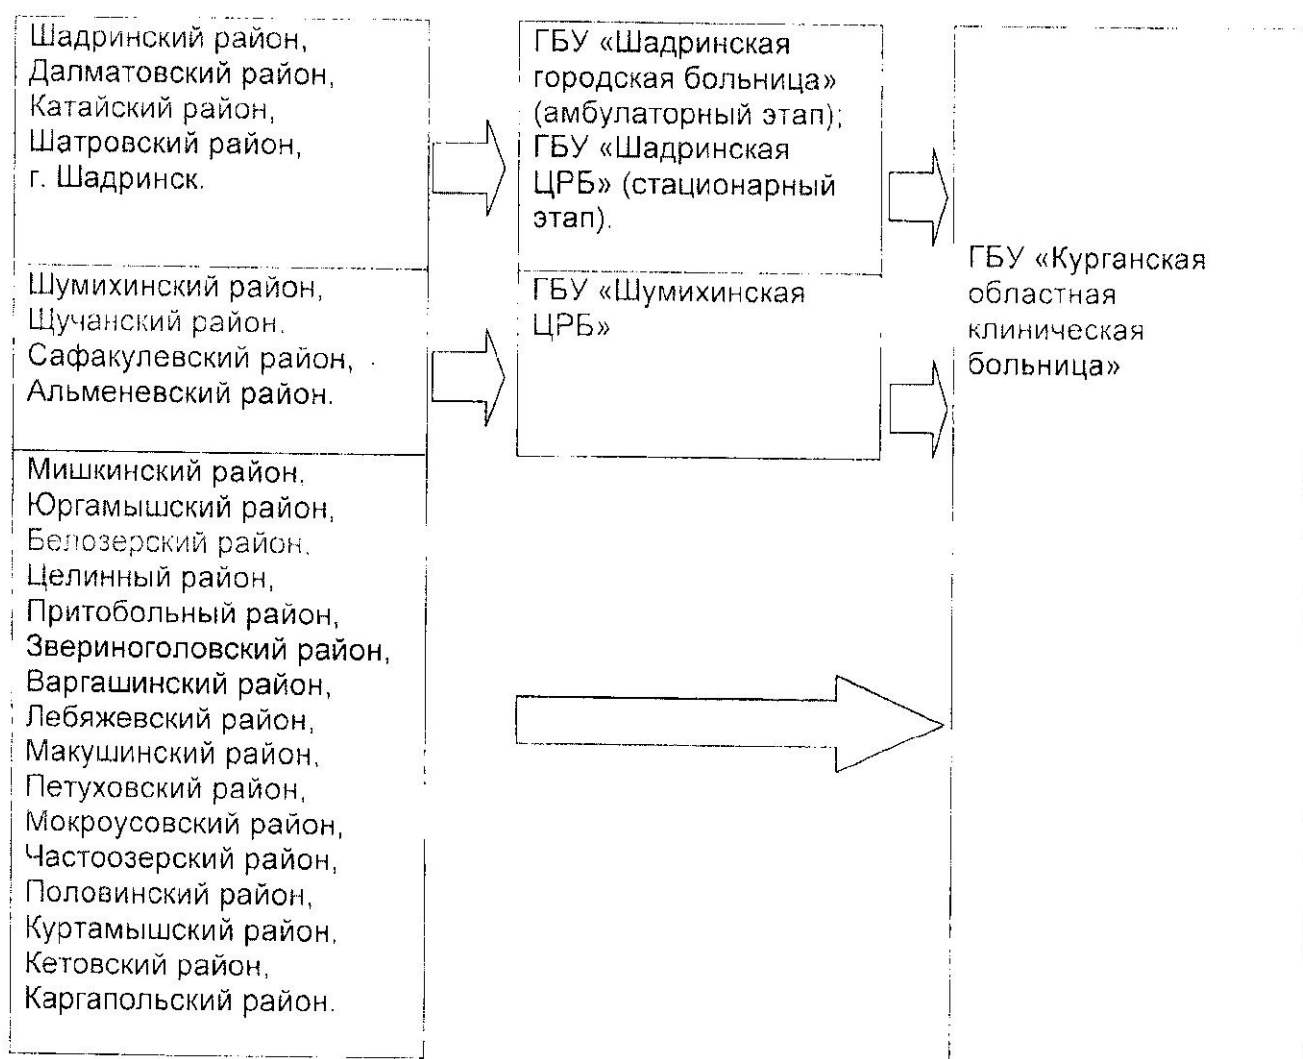 Шадринский район,
Далматовский район,
Катайский район,
Шатровский район,
г. Шадринск.
ГБУ «Шадринская
городская больница»
(амбулаторный этап);
ГБУ «Шадринская
ЦРБ» (стационарный
этап).
Шумихинский район,
Щучанский район,
Сафакулевский район,
Альменевский район.
ГБУ «Шумихинская
ЦРБ»
Мишкинский район,
Юргамышский район,
Белозерский район,
Целинный район,
Притобольный район,
Звериноголовский район,
Варгашинский район,
Лебяжевский район,
Макушинский район,
Петуховский район,
Мокроусовский район,
Частоозерский район,
Половинский район,
Куртамышский район,
Кетовский район,
Каргапольский район.
ГБУ «Курганская
областная
клиническая
больница»